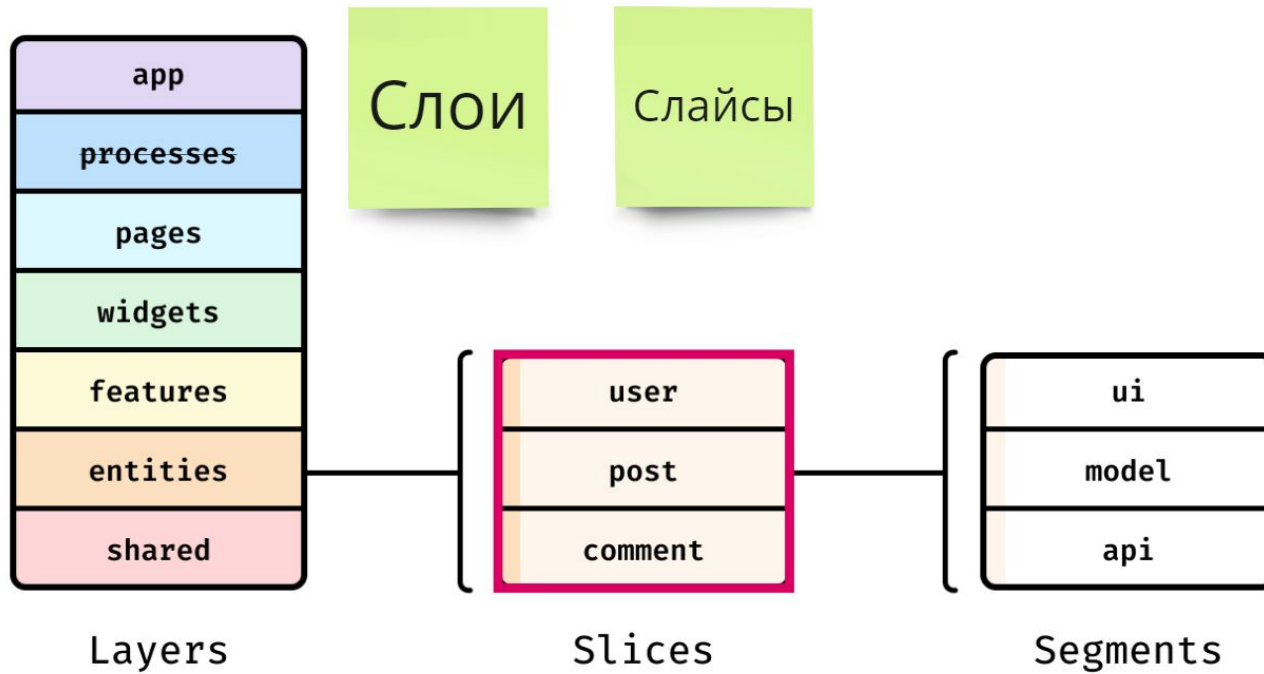 app
processes
pages
widgets
features
entities
shared
Layers
Слои
Слайсы
user
post
comment
Slices
ui
model
api
Segments